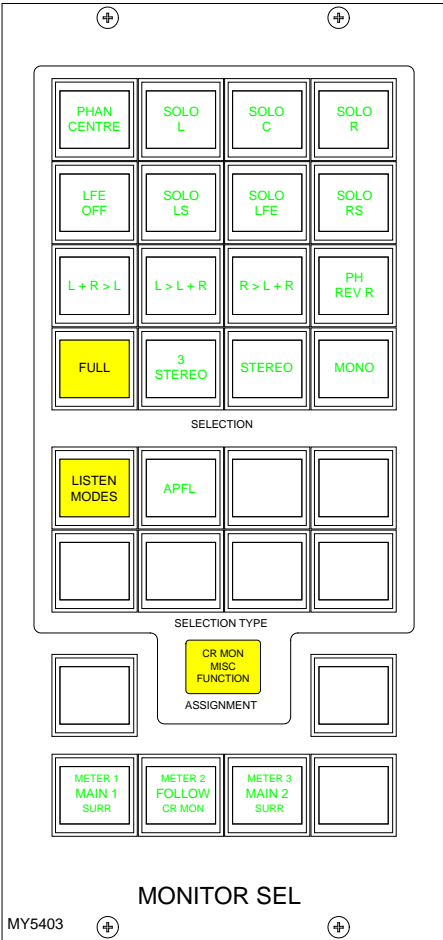 PHAN
CENTRE
SOLO
L
SOLO
C
SOLO
R
LFE
OFF
SOLO
LS
SOLO
LFE
SOLO
RS
L + R > L
L > L + R
R > L + R
PH
REV R
FULL
3
STEREO
STEREO
MONO
SELECTION
LISTEN
MODES
APFL
SELECTION TYPE
CR MON
MISC
FUNCTION
ASSIGNMENT
METER 1
MAIN 1
SURR
METER 2
FOLLOW
CR MON
METER 3
MAIN 2
SURR
MONITOR SEL
MY5403